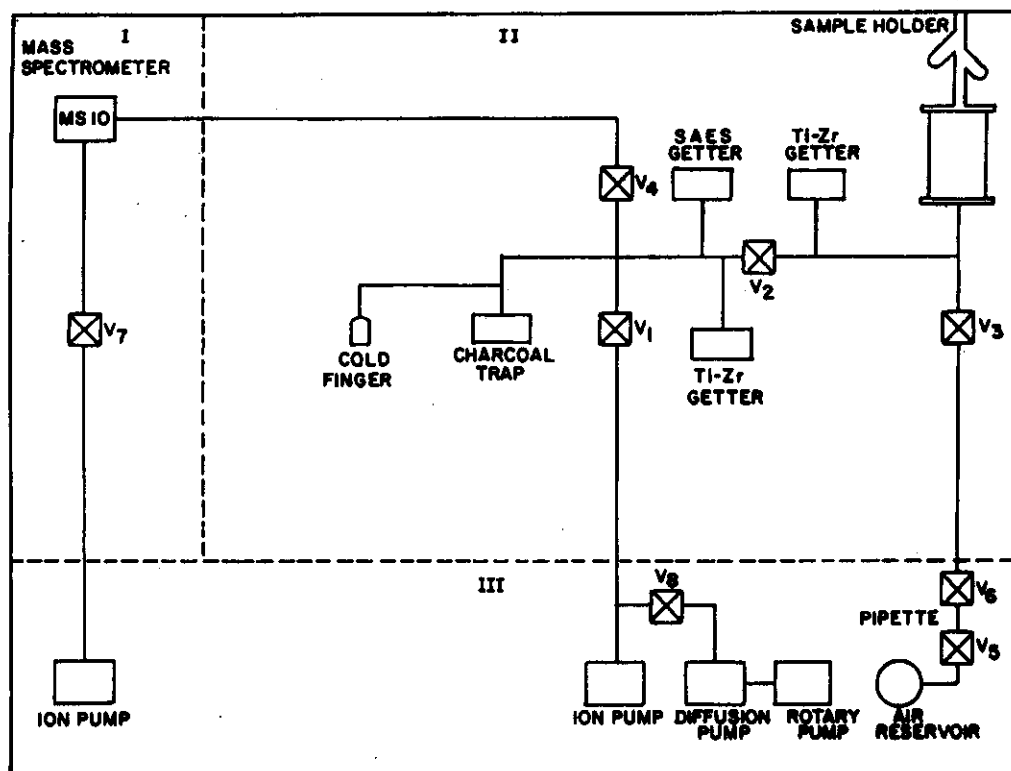 I
II
SAMPLE HOLDER
MASS
SPECTROMETER
MS 10
SAES
GETTER
Ti-Zr
GETTER
V4
V2
V7
COLD
FINGER
CHARCOAL
TRAP
V1
Ti-Zr
GETTER
V3
III
V8
V6
PIPETTE
V5
ION PUMP
ION PUMP
DIFFUSION
PUMP
ROTARY
PUMP
AIR
RESERVOIR